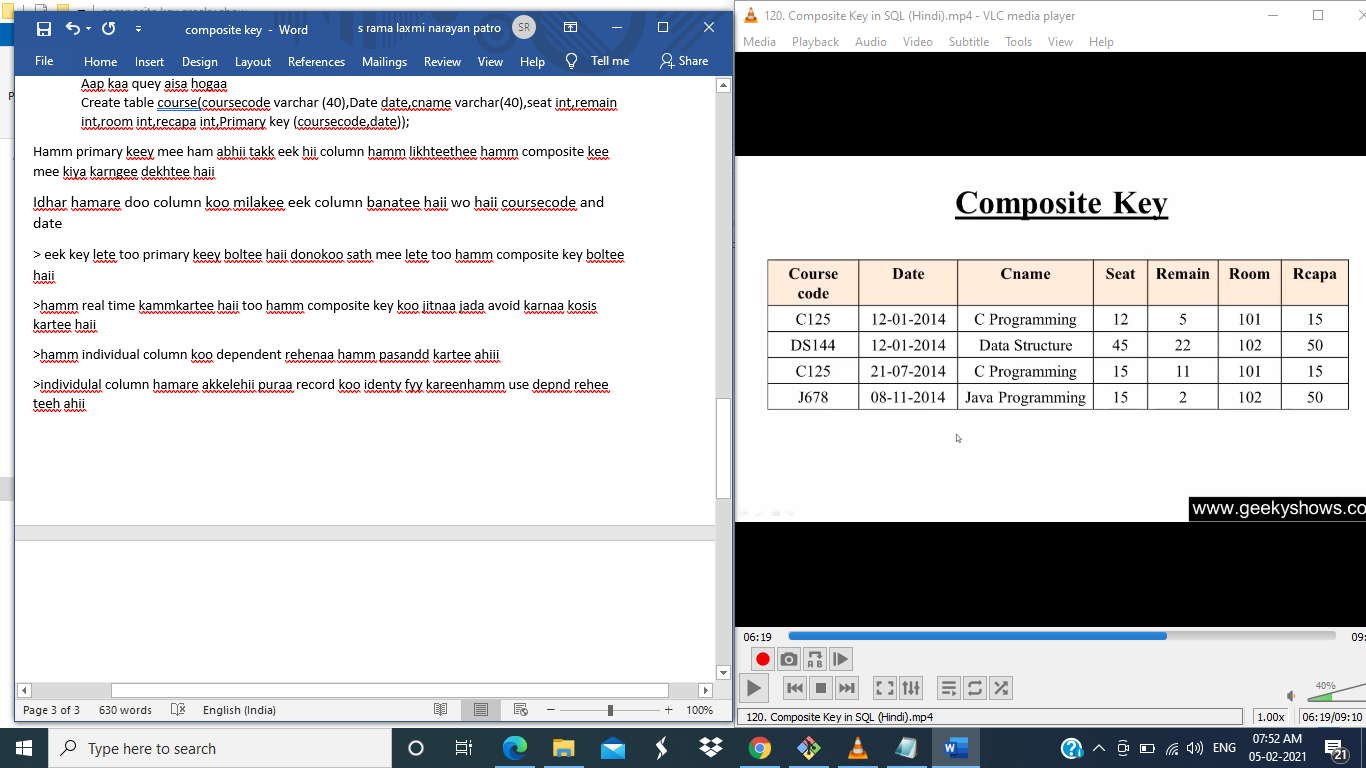 composite key - Word
s rama laxmi narayan patro
SR
File Home Insert Design Layout References Mailings Review View Help Tell me Share
Aap kaa quey aisa hogaa
Create table course(coursecode varchar (40),Date date,cname varchar(40),seat int,remain
int,room int,recapa int,Primary key (coursecode,date));
Hamm primary keey mee ham abhii takk eek hii column hamm likhteethee hamm composite kee
mee kiya karngee dekhtee haii
Idhar hamare doo column koo milakee eek column banatee haii wo haii coursecode and
date
> eek key lete too primary keey boltee haii donokoo sath mee lete too hamm composite key boltee
haii
>hamm real time kammkartee haii too hamm composite key koo jitnaa jada avoid karnaa kosis
kartee haii
>hamm individual column koo dependent rehenaa hamm pasandd kartee ahiii
>individulal column hamare akkelehii puraa record koo identy fyy kareenhamm use depnd rehee
teeh ahii
Page 3 of 3 630 words English (India) 100%
120. Composite Key in SQL (Hindi).mp4 - VLC media player
Media Playback Audio Video Subtitle Tools View Help
Composite Key
Course code Date Cname Seat Remain Room Rcapa
C125 12-01-2014 C Programming 12 5 101 15
DS144 12-01-2014 Data Structure 45 22 102 50
C125 21-07-2014 C Programming 15 11 101 15
J678 08-11-2014 Java Programming 15 2 102 50
www.geekyshows.co
06:19 09:
40%
120. Composite Key in SQL (Hindi).mp4 1.00x 06:19/09:10
Type here to search
ENG
07:52 AM
05-02-2021
21